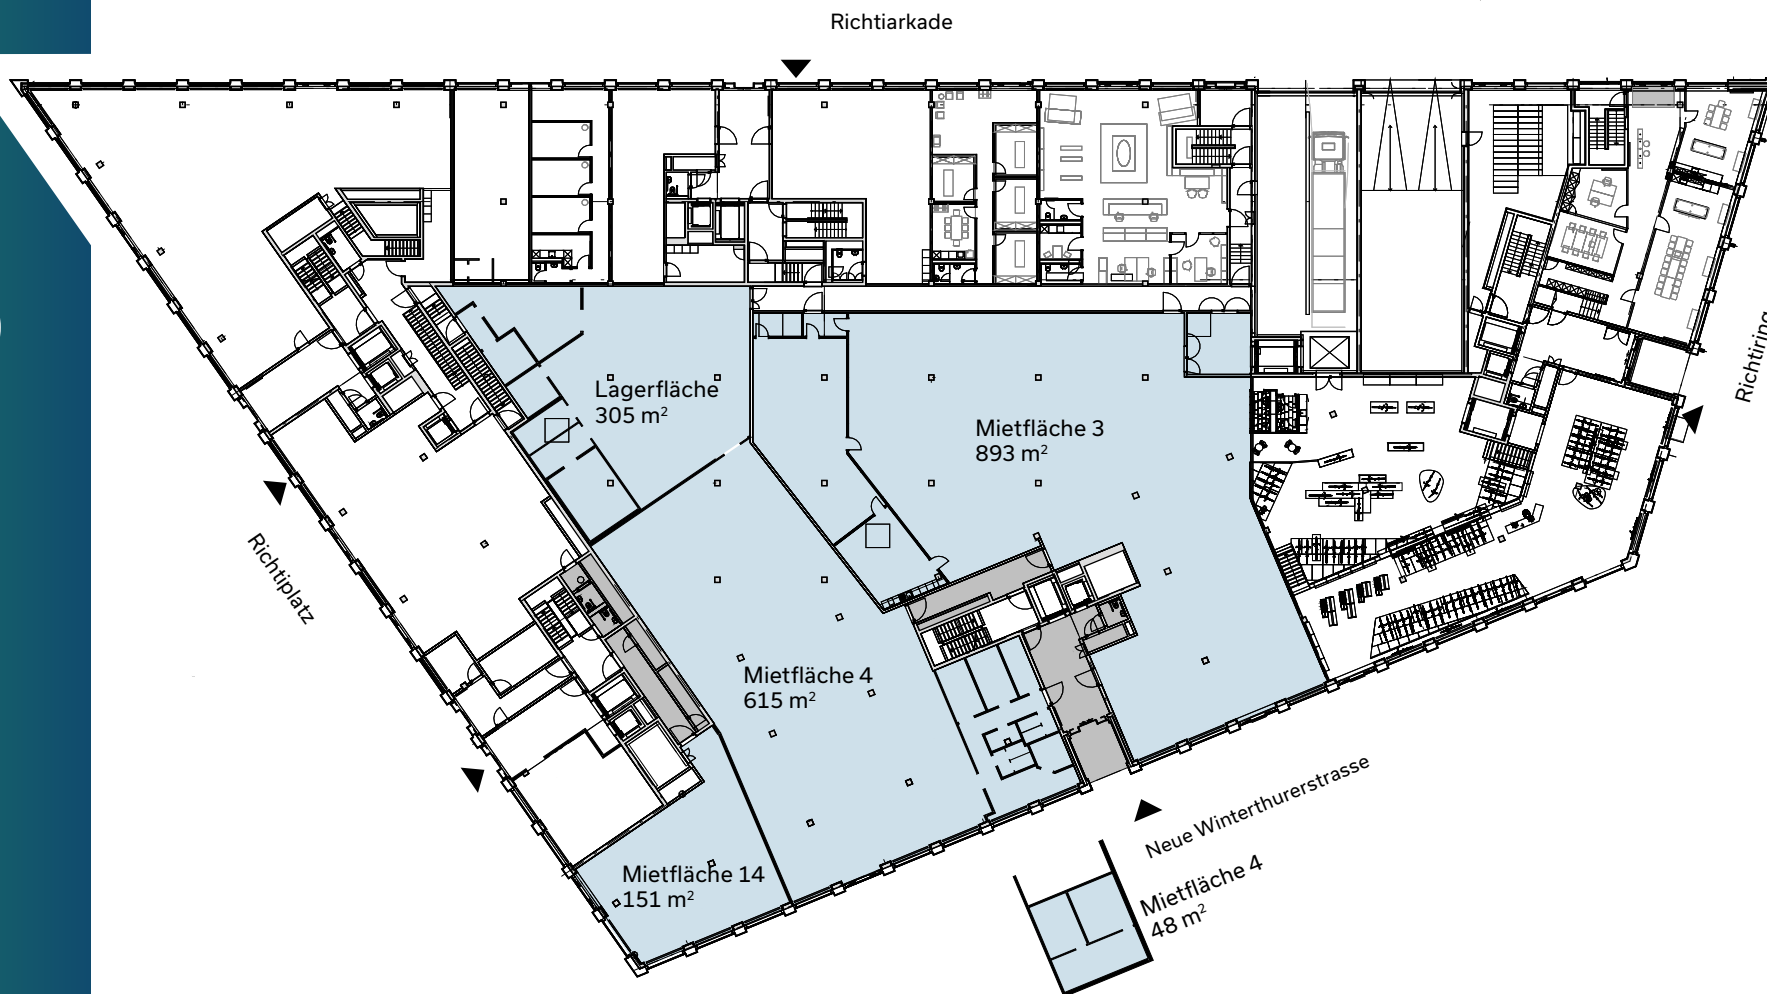 Richtiarkade
Lagerfläche
305 m²
Mietfläche 3
893 m²
Richtiring
Richtiplatz
Mietfläche 4
615 m²
Neue Winterthurerstrasse
Mietfläche 14
151 m²
Mietfläche 4
48 m²